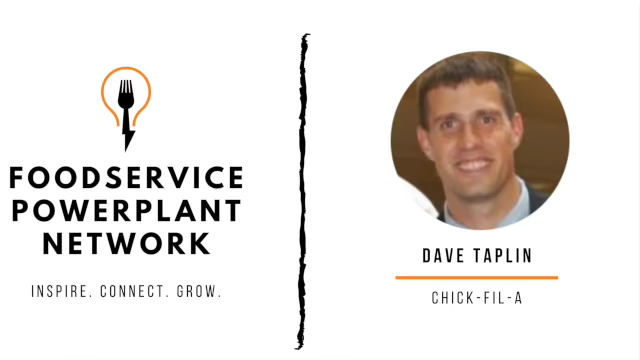 FOODSERVICE
POWERPLANT
NETWORK
INSPIRE. CONNECT. GROW.
DAVE TAPLIN
CHICK-FIL-A